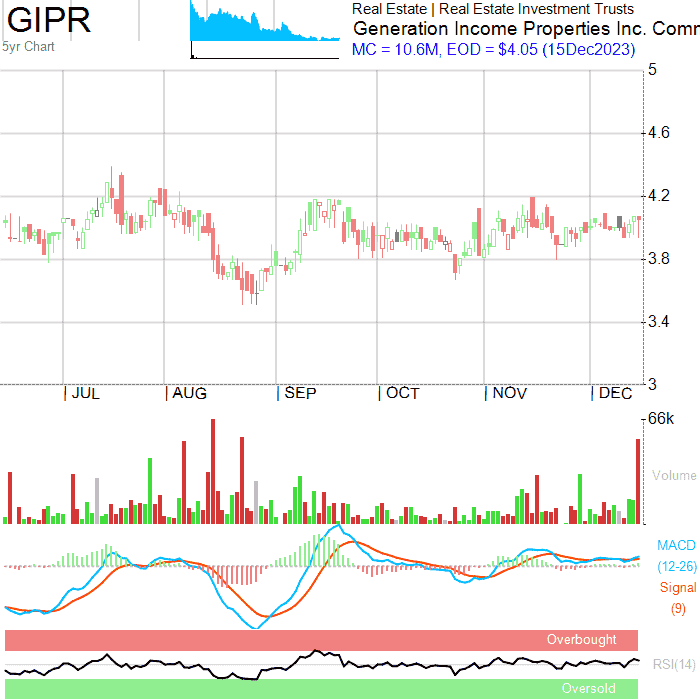 GIPR
5yr Chart
Real Estate | Real Estate Investment Trusts
Generation Income Properties Inc. Comm
MC = 10.6M, EOD = $4.05 (15Dec2023)
5
4.6
4.2
3.8
3.4
3
JUL AUG SEP OCT NOV DEC
66k
Volume
MACD
(12-26)
Signal
(9)
Overbought
RSI(14)
Oversold